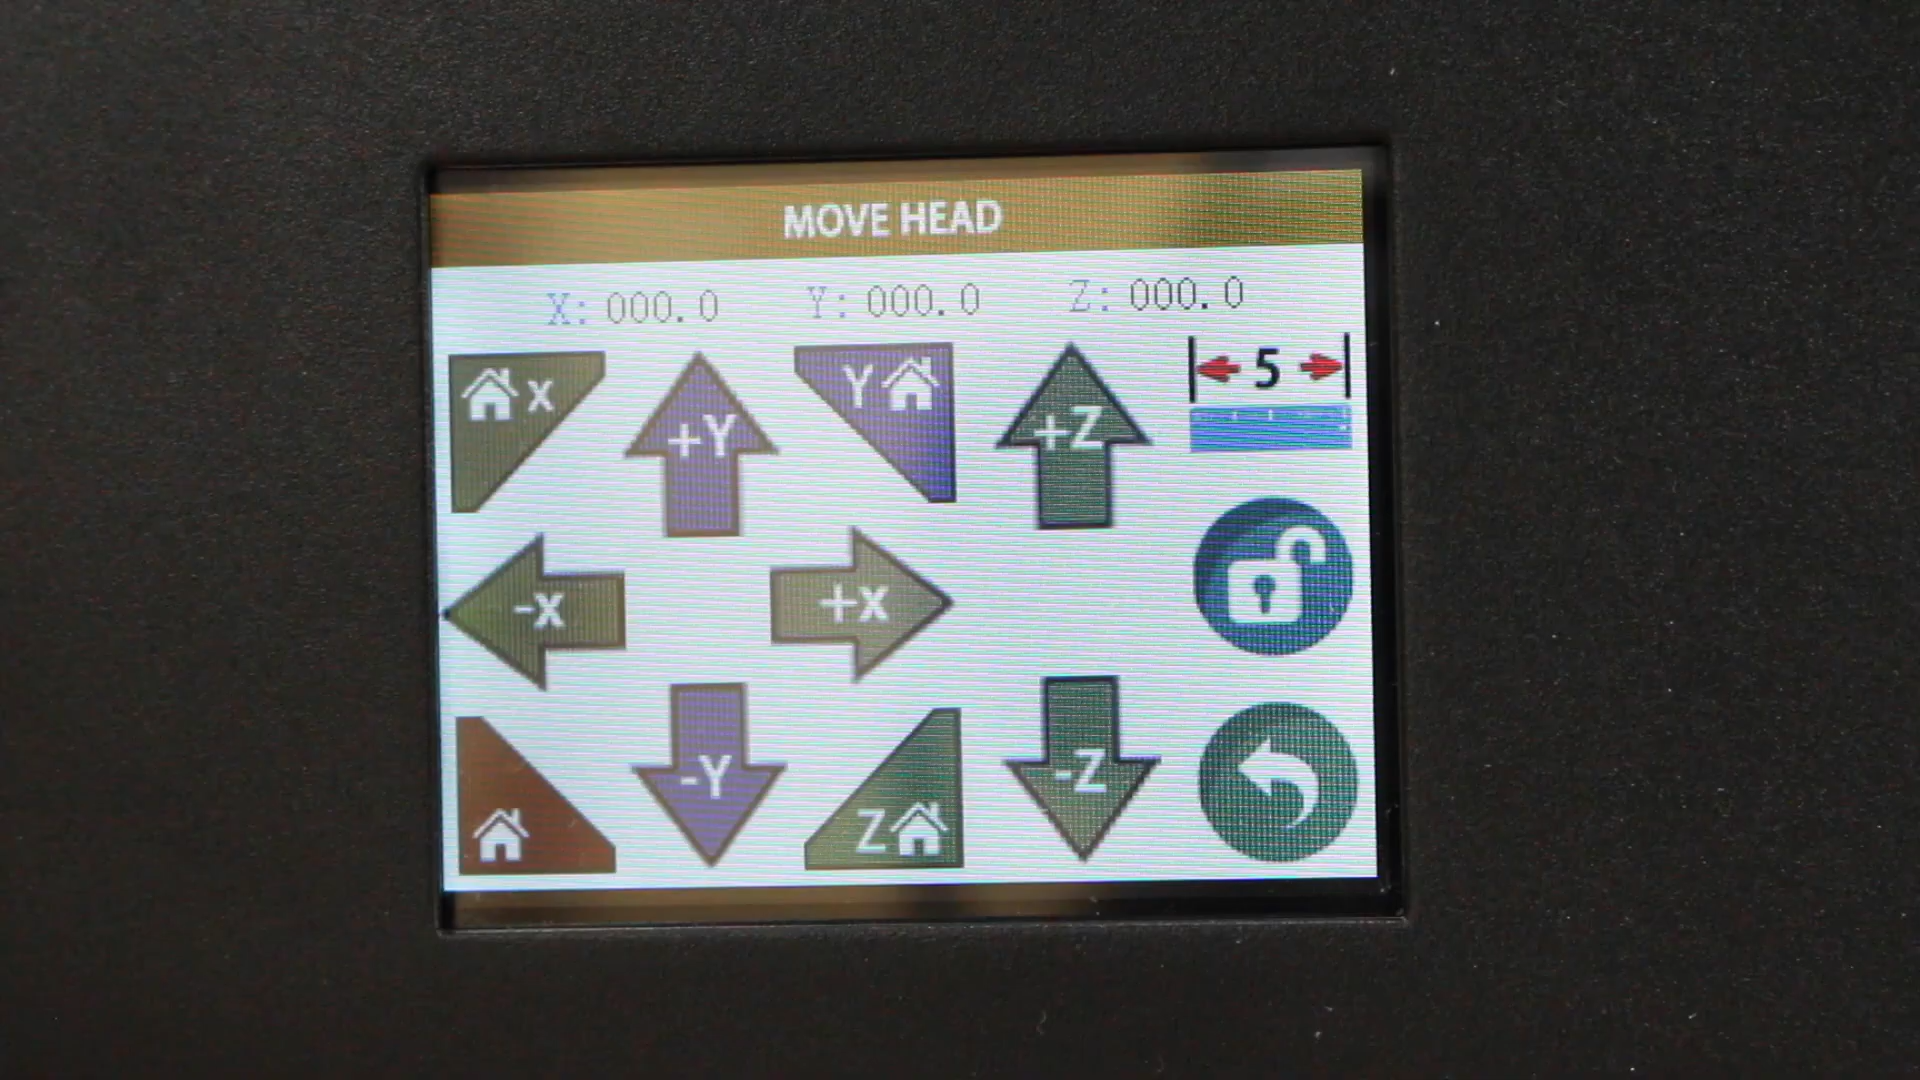 MOVE HEAD
X: 000.0 Y: 000.0 Z: 000.0
X +Y Y +Z 5
-X +X
-Y Z -Z